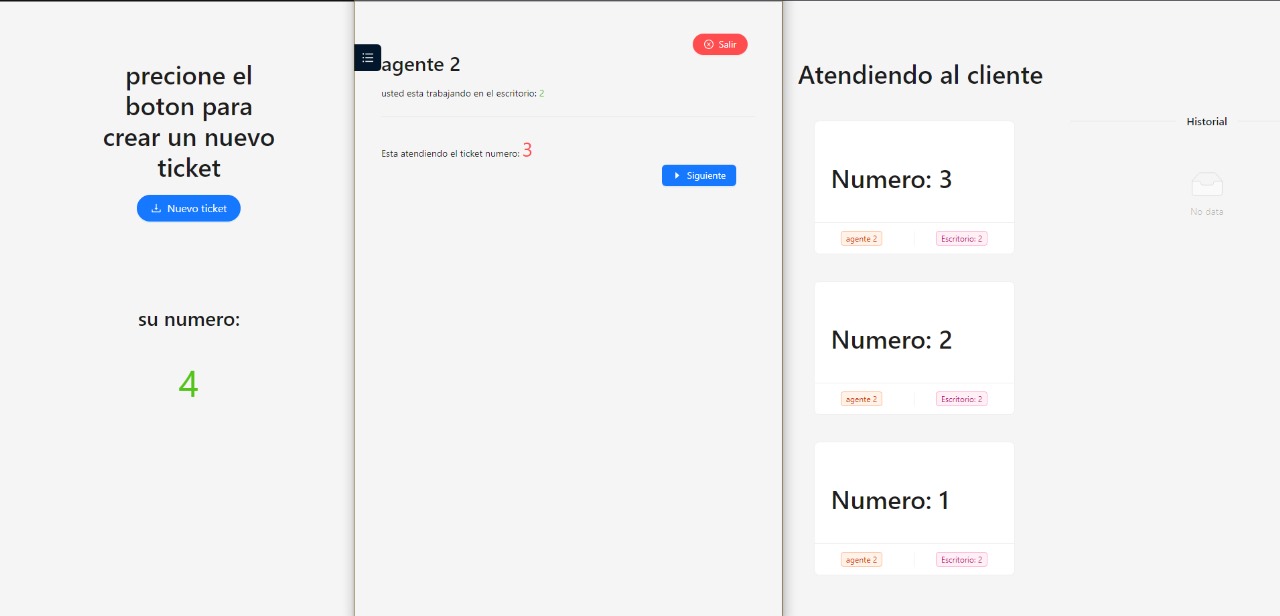 precione el
boton para
crear un nuevo
ticket
Nuevo ticket
su numero:
4
Salir
agente 2
usted esta trabajando en el escritorio: 2
Esta atendiendo el ticket numero: 3
Siguiente
Atendiendo al cliente
Numero: 3
agente 2
Escritorio: 2
Numero: 2
agente 2
Escritorio: 2
Numero: 1
agente 2
Escritorio: 2
Historial
No data